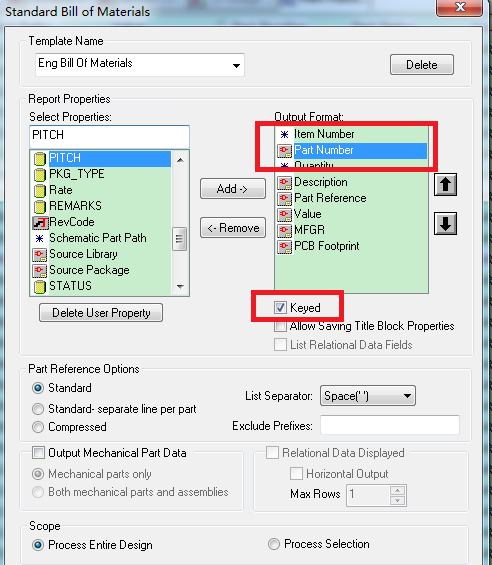 Standard Bill of Materials
Template Name
Eng Bill Of Materials
Delete
Report Properties
Select Properties:
PITCH
PITCH
PKG_TYPE
Rate
REMARKS
RevCode
Schematic Part Path
Source Library
Source Package
STATUS
Delete User Property
Add ->
<- Remove
Output Format:
Item Number
Part Number
Quantity
Description
Part Reference
Value
MFGR
PCB Footprint
Keyed
Allow Saving Title Block Properties
List Relational Data Fields
Part Reference Options
Standard
Standard- separate line per part
Compressed
List Separator: Space(' ')
Exclude Prefixes:
Output Mechanical Part Data
Mechanical parts only
Both mechanical parts and assemblies
Relational Data Displayed
Horizontal Output
Max Rows 1
Scope
Process Entire Design
Process Selection